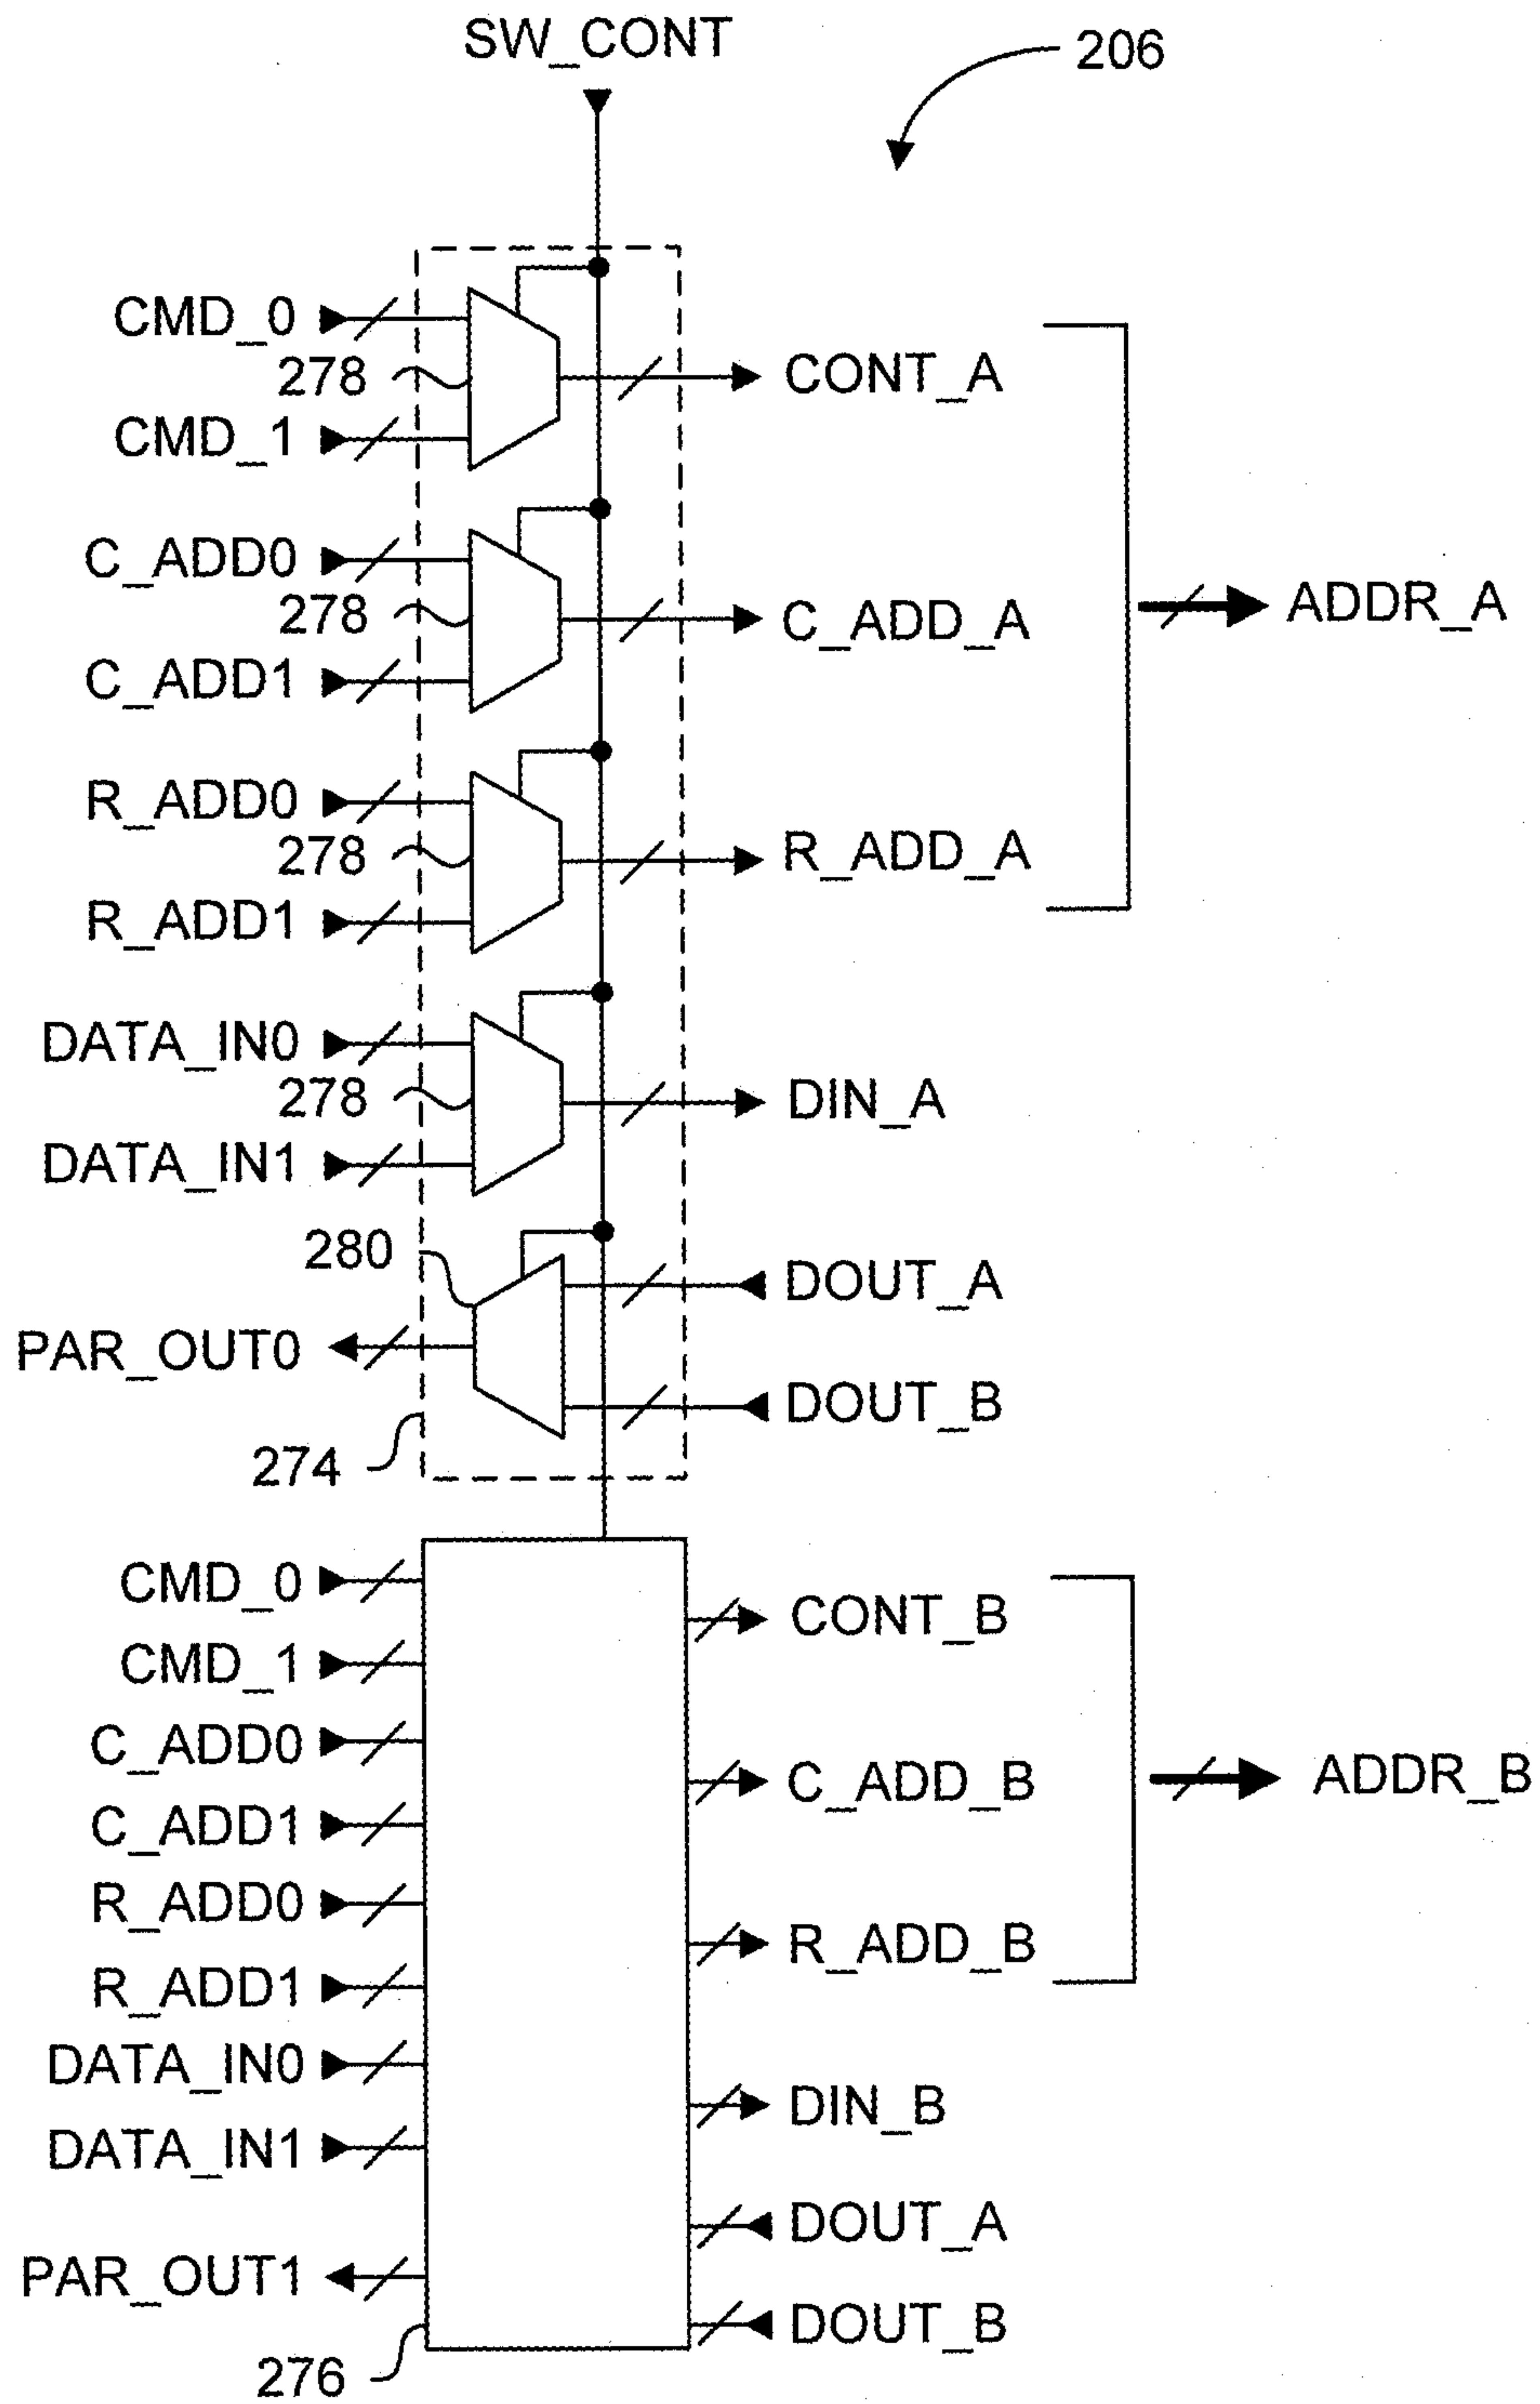 SW_CONT
206
CMD_0
278
CONT_A
CMD_1
C_ADD0
278
C_ADD_A
ADDR_A
C_ADD1
R_ADD0
278
R_ADD_A
R_ADD1
DATA_IN0
278
DIN_A
DATA_IN1
280
DOUT_A
PAR_OUT0
DOUT_B
274
CMD_0
CONT_B
CMD_1
C_ADD0
C_ADD_B
ADDR_B
C_ADD1
R_ADD0
R_ADD_B
R_ADD1
DATA_IN0
DIN_B
DATA_IN1
DOUT_A
PAR_OUT1
DOUT_B
276